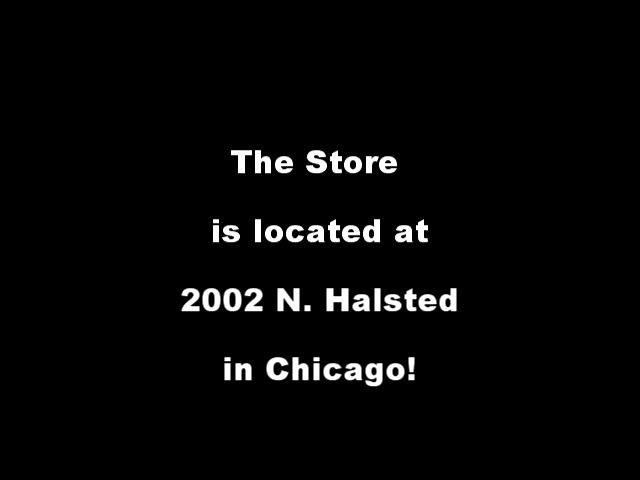 The Store
is located at
2002 N. Halsted
in Chicago!